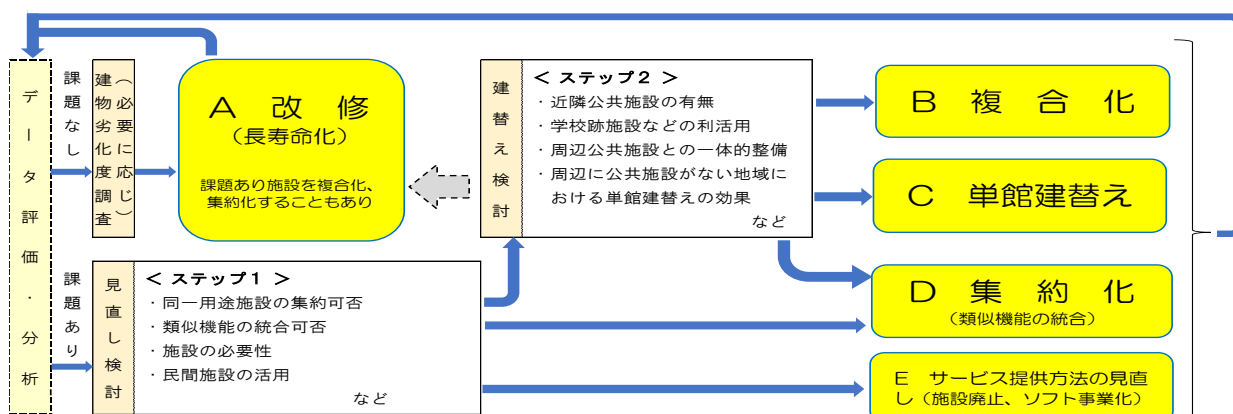 データ評価・分析
課題なし
建物劣化度調査
（必要に応じ）
A 改 修
（長寿命化）
課題あり施設を複合化、
集約化することもあり
建替え検討
＜ ステップ２ ＞
・近隣公共施設の有無
・学校跡施設などの利活用
・周辺公共施設との一体的整備
・周辺に公共施設がない地域に
おける単館建替えの効果
など
B 複 合 化
C 単館建替え
D 集 約 化
（類似機能の統合）
課題あり
見直し検討
＜ ステップ１ ＞
・同一用途施設の集約可否
・類似機能の統合可否
・施設の必要性
・民間施設の活用
など
E サービス提供方法の見直
し（施設廃止、ソフト事業化）